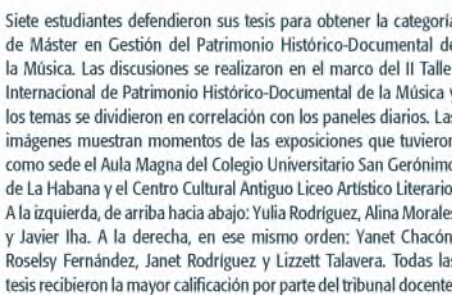 Siete estudiantes defendieron sus tesis para obtener la categoría
de Máster en Gestión del Patrimonio Histórico-Documental de
la Música. Las discusiones se realizaron en el marco del II Taller
Internacional de Patrimonio Histórico-Documental de la Música y
los temas se dividieron en correlación con los paneles diarios. Las
imágenes muestran momentos de las exposiciones que tuvieron
como sede el Aula Magna del Colegio Universitario San Gerónimo
de La Habana y el Centro Cultural Antiguo Liceo Artístico Literario.
A la izquierda, de arriba hacia abajo: Yulia Rodríguez, Alina Morales
y Javier Iha. A la derecha, en ese mismo orden: Yanet Chacón,
Roselsy Fernández, Janet Rodríguez y Lizzett Talavera. Todas las
tesis recibieron la mayor calificación por parte del tribunal docente.